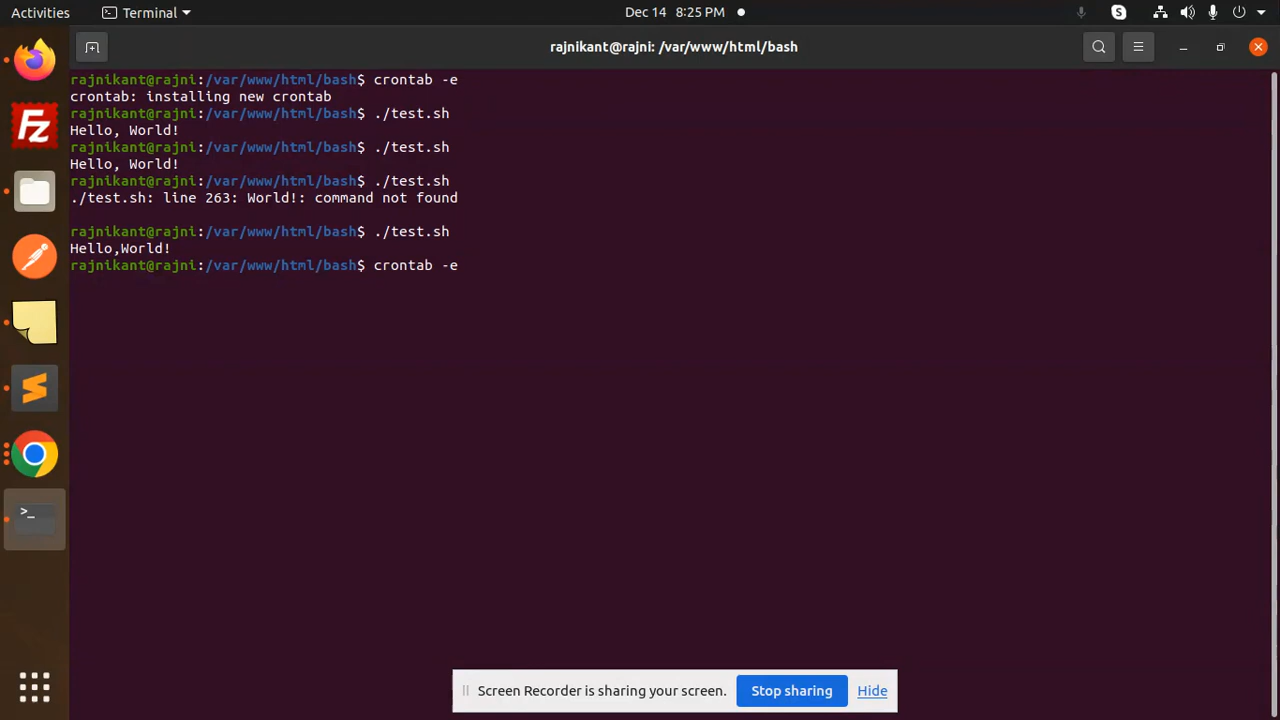 Activities Terminal Dec 14 8:25 PM
rajnikant@rajni: /var/www/html/bash
rajnikant@rajni:/var/www/html/bash$ crontab -e
crontab: installing new crontab
rajnikant@rajni:/var/www/html/bash$ ./test.sh
Hello, World!
rajnikant@rajni:/var/www/html/bash$ ./test.sh
Hello, World!
rajnikant@rajni:/var/www/html/bash$ ./test.sh
./test.sh: line 263: World!: command not found
rajnikant@rajni:/var/www/html/bash$ ./test.sh
Hello,World!
rajnikant@rajni:/var/www/html/bash$ crontab -e
Screen Recorder is sharing your screen. Stop sharing Hide